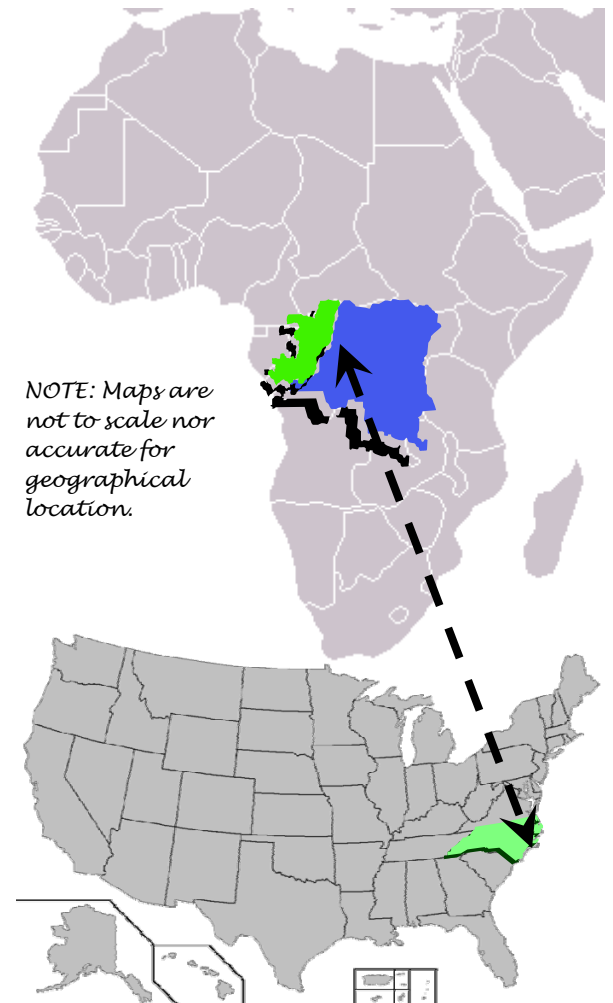 NOTE: Maps are
not to scale nor
accurate for
geographical
location.